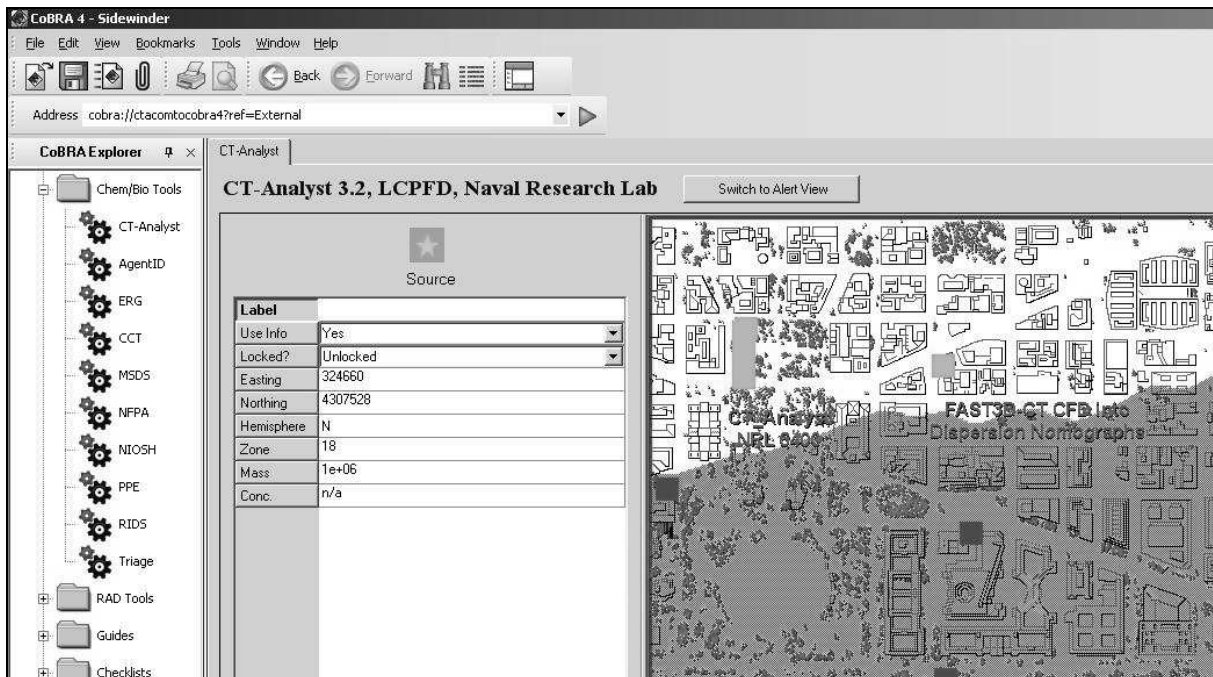 CoBRA 4 - Sidewinder
File Edit View Bookmarks Tools Window Help
Back Forward
Address cobra://ctacomtocobra4?ref=External
CoBRA Explorer
CT-Analyst
Chem/Bio Tools
CT-Analyst
AgentID
ERG
CCT
MSDS
NFPA
NIOSH
PPE
RIDS
Triage
RAD Tools
Guides
Checklists
CT-Analyst 3.2, LCPFD, Naval Research Lab
Switch to Alert View
Source
Label
Use Info Yes
Locked? Unlocked
Easting 324660
Northing 4307528
Hemisphere N
Zone 18
Mass 1e+06
Conc. n/a
CT-Analyst
NRL 6400
FAST3D-CT CFD Into
Dispersion Nomographs